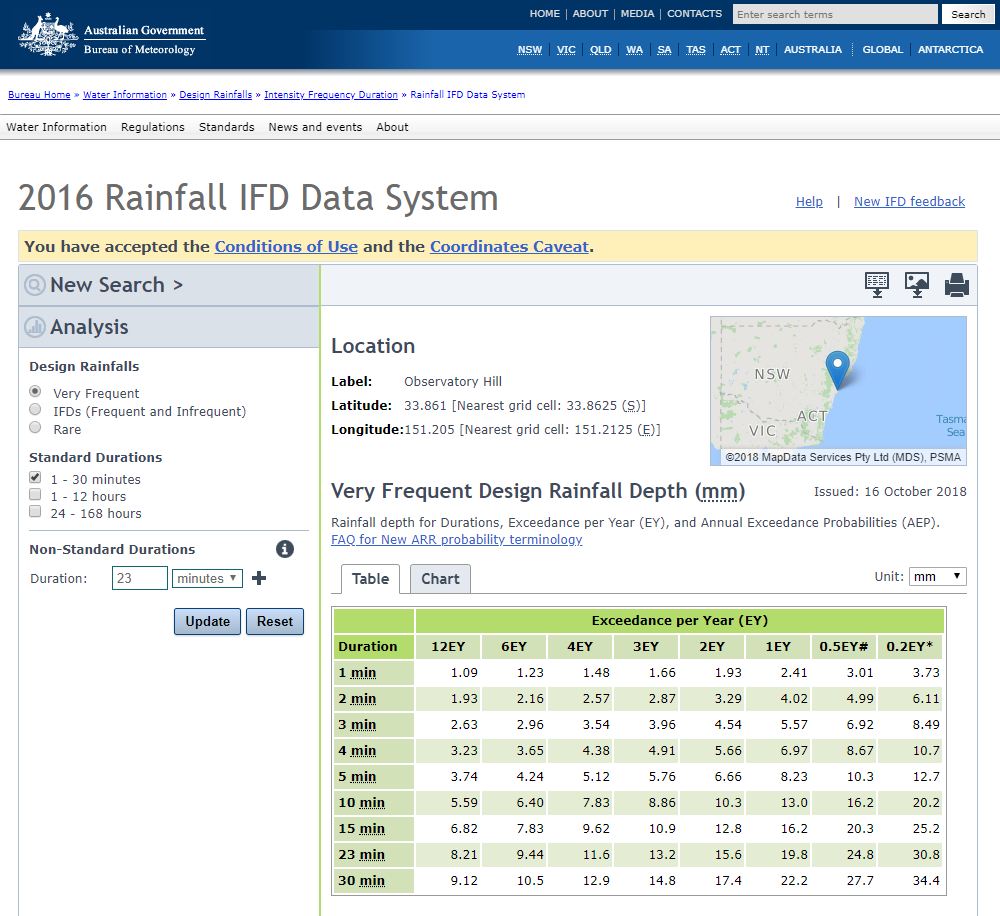 HOME | ABOUT | MEDIA | CONTACTS
Enter search terms
Search
Australian Government
Bureau of Meteorology
NSW | VIC | QLD | WA | SA | TAS | ACT | NT | AUSTRALIA | GLOBAL | ANTARCTICA
Bureau Home » Water Information » Design Rainfalls » Intensity Frequency Duration » Rainfall IFD Data System
Water Information Regulations Standards News and events About
2016 Rainfall IFD Data System
Help | New IFD feedback
You have accepted the Conditions of Use and the Coordinates Caveat.
New Search >
Analysis
Design Rainfalls
Very Frequent
IFDs (Frequent and Infrequent)
Rare
Standard Durations
1 - 30 minutes
1 - 12 hours
24 - 168 hours
Non-Standard Durations
Duration: 23 minutes
Update Reset
Location
Label: Observatory Hill
Latitude: 33.861 [Nearest grid cell: 33.8625 (S)]
Longitude:151.205 [Nearest grid cell: 151.2125 (E)]
NSW
ACT
VIC
Tasma
Sea
©2018 MapData Services Pty Ltd (MDS), PSMA
Very Frequent Design Rainfall Depth (mm)
Issued: 16 October 2018
Rainfall depth for Durations, Exceedance per Year (EY), and Annual Exceedance Probabilities (AEP).
FAQ for New ARR probability terminology
Table Chart
Unit: mm
Exceedance per Year (EY)
Duration 12EY 6EY 4EY 3EY 2EY 1EY 0.5EY# 0.2EY*
1 min 1.09 1.23 1.48 1.66 1.93 2.41 3.01 3.73
2 min 1.93 2.16 2.57 2.87 3.29 4.02 4.99 6.11
3 min 2.63 2.96 3.54 3.96 4.54 5.57 6.92 8.49
4 min 3.23 3.65 4.38 4.91 5.66 6.97 8.67 10.7
5 min 3.74 4.24 5.12 5.76 6.66 8.23 10.3 12.7
10 min 5.59 6.40 7.83 8.86 10.3 13.0 16.2 20.2
15 min 6.82 7.83 9.62 10.9 12.8 16.2 20.3 25.2
23 min 8.21 9.44 11.6 13.2 15.6 19.8 24.8 30.8
30 min 9.12 10.5 12.9 14.8 17.4 22.2 27.7 34.4